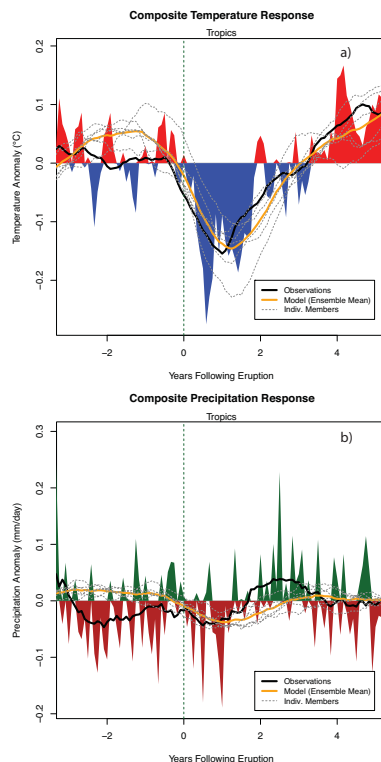 Composite Temperature Response
Tropics
a)
Temperature Anomaly (°C)
0.2
0.1
0.0
−0.1
−0.2
Observations
Model (Ensemble Mean)
Indiv. Members
−2 0 2 4
Years Following Eruption
Composite Precipitation Response
Tropics
b)
Precipitation Anomaly (mm/day)
0.3
0.2
0.1
0.0
−0.1
−0.2
Observations
Model (Ensemble Mean)
Indiv. Members
−2 0 2 4
Years Following Eruption